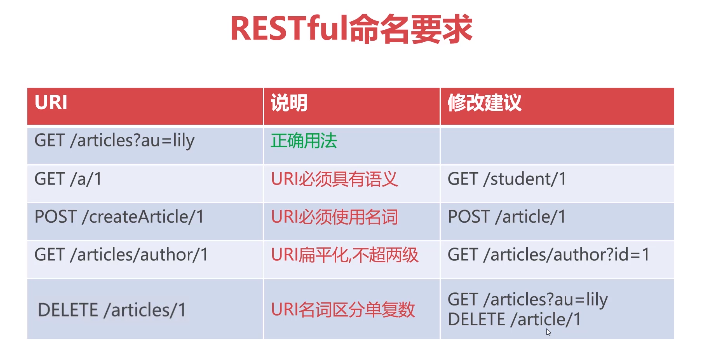 RESTful命名要求
URI 说明 修改建议
GET /articles?au=lily 正确用法
GET /a/1 URI必须具有语义 GET /student/1
POST /createArticle/1 URI必须使用名词 POST /article/1
GET /articles/author/1 URI扁平化,不超两级 GET /articles/author?id=1
DELETE /articles/1 URI名词区分单复数 GET /articles?au=lily
DELETE /article/1